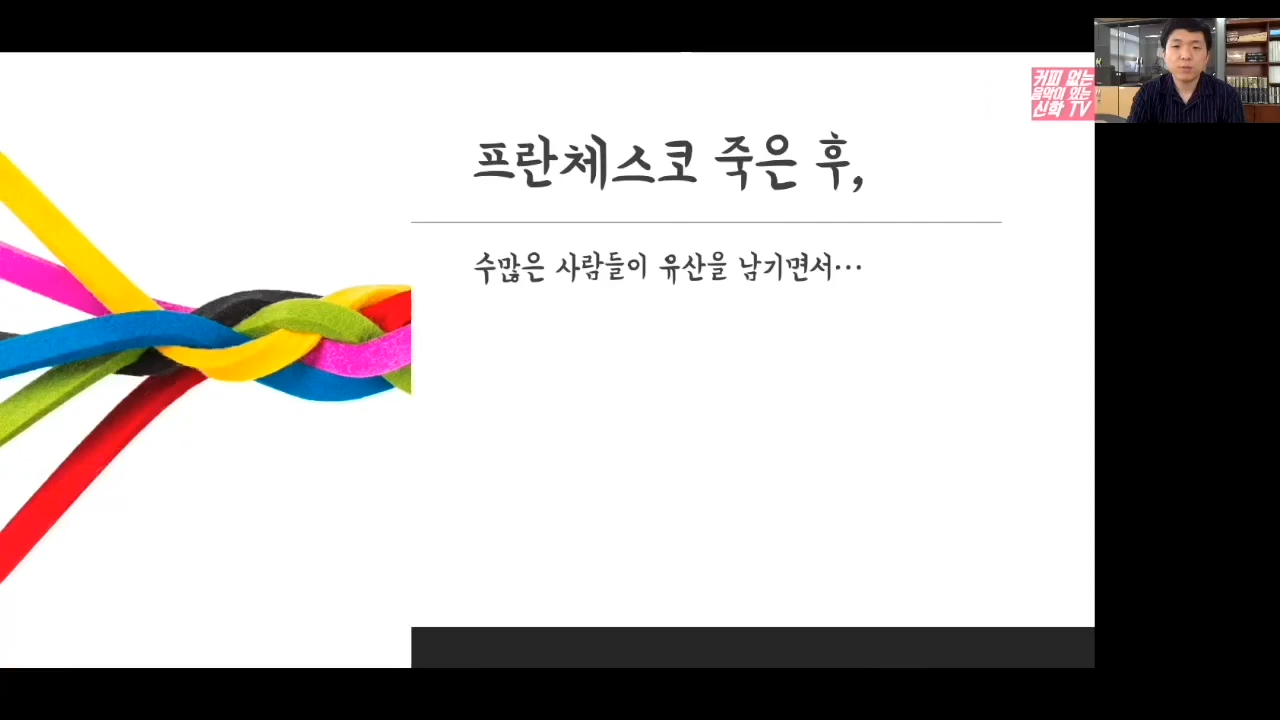 프란체스코 죽은 후,
수많은 사람들이 유산을 남기면서…
커피 없는
음악이 있는
신학 TV